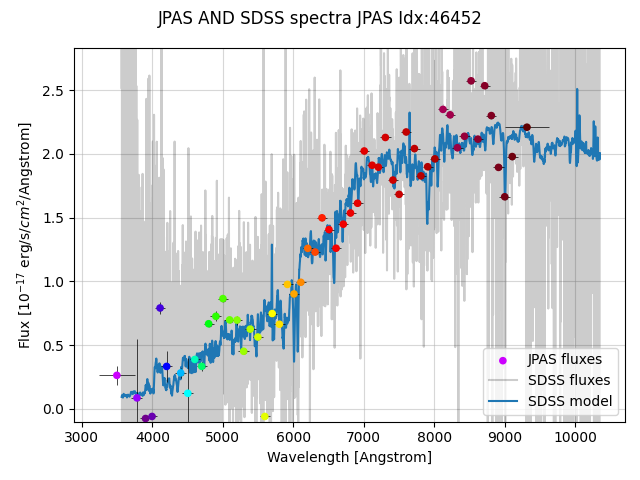 JPAS AND SDSS spectra JPAS Idx:46452
Flux [10⁻¹⁷ erg/s/cm²/Angstrom]
2.5
2.0
1.5
1.0
0.5
0.0
JPAS fluxes
SDSS fluxes
SDSS model
3000 4000 5000 6000 7000 8000 9000 10000
Wavelength [Angstrom]